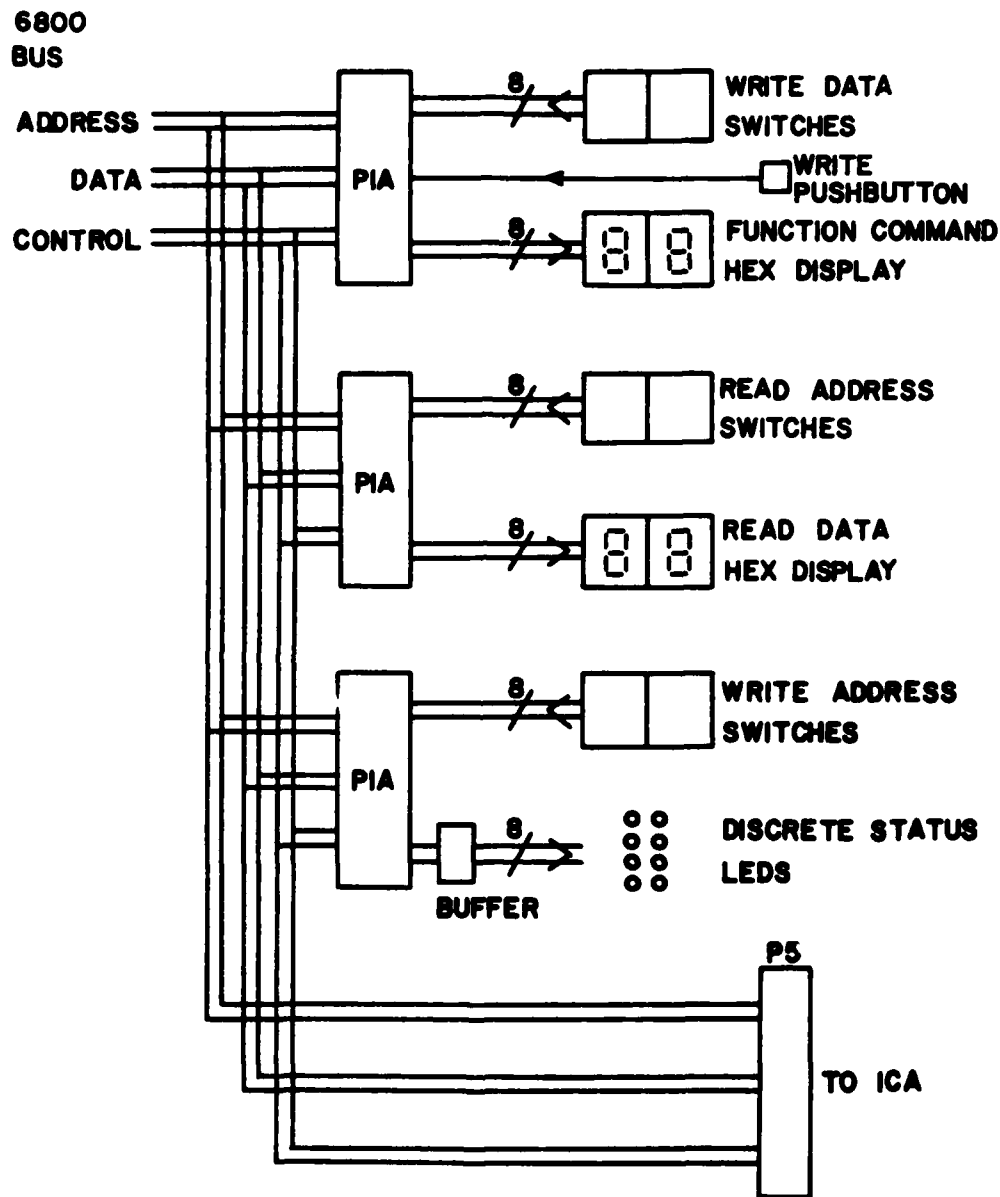 6800
BUS
ADDRESS
DATA
CONTROL
PIA
8
WRITE DATA
SWITCHES
WRITE
PUSHBUTTON
8
FUNCTION COMMAND
HEX DISPLAY
PIA
8
READ ADDRESS
SWITCHES
8
READ DATA
HEX DISPLAY
PIA
8
WRITE ADDRESS
SWITCHES
8
BUFFER
DISCRETE STATUS
LEDS
P5
TO ICA